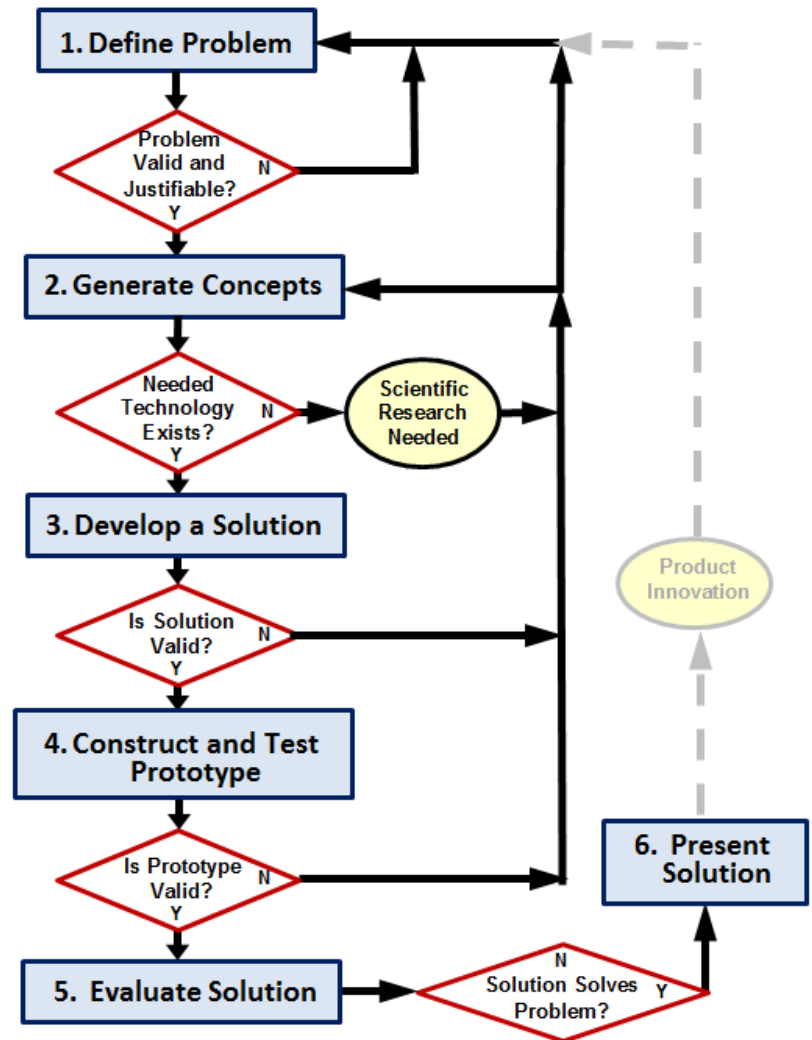 1. Define Problem
Problem
Valid and
Justifiable?
N
Y
2. Generate Concepts
Needed
Technology
Exists?
N
Y
Scientific
Research
Needed
3. Develop a Solution
Is Solution
Valid?
N
Y
Product
Innovation
4. Construct and Test
Prototype
Is Prototype
Valid?
N
Y
6. Present
Solution
5. Evaluate Solution
N
Solution Solves
Problem?
Y